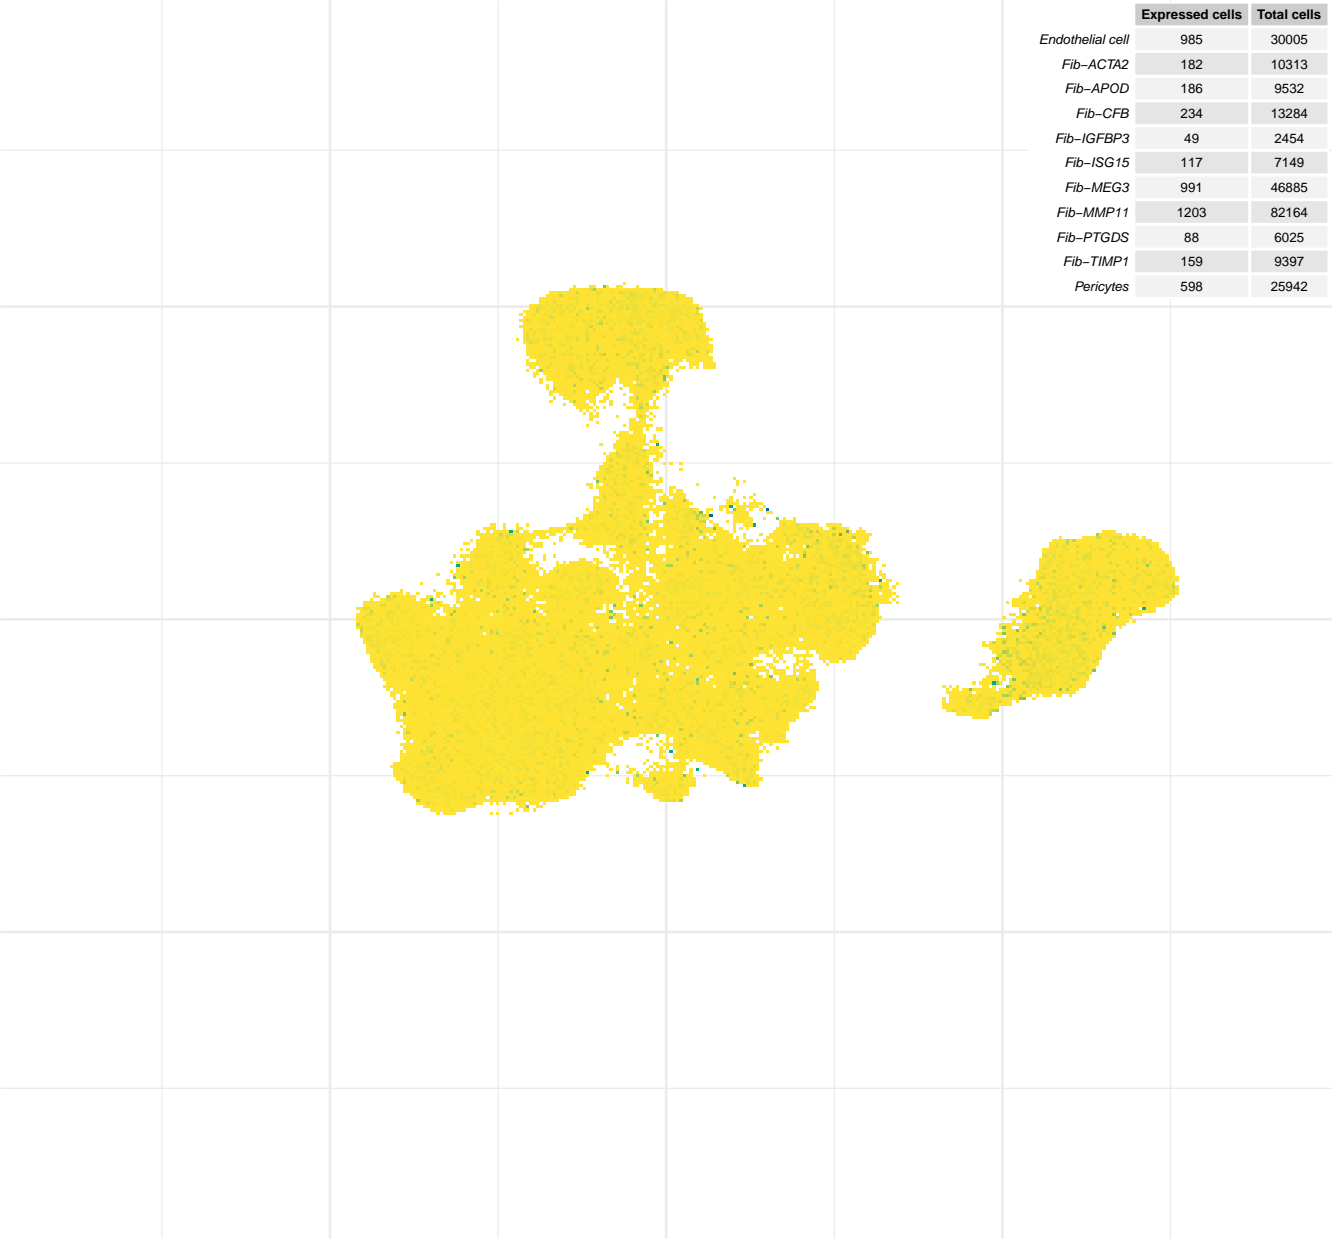 Expressed cells Total cells
Endothelial cell 985 30005
Fib−ACTA2 182 10313
Fib−APOD 186 9532
Fib−CFB 234 13284
Fib−IGFBP3 49 2454
Fib−ISG15 117 7149
Fib−MEG3 991 46885
Fib−MMP11 1203 82164
Fib−PTGDS 88 6025
Fib−TIMP1 159 9397
Pericytes 598 25942